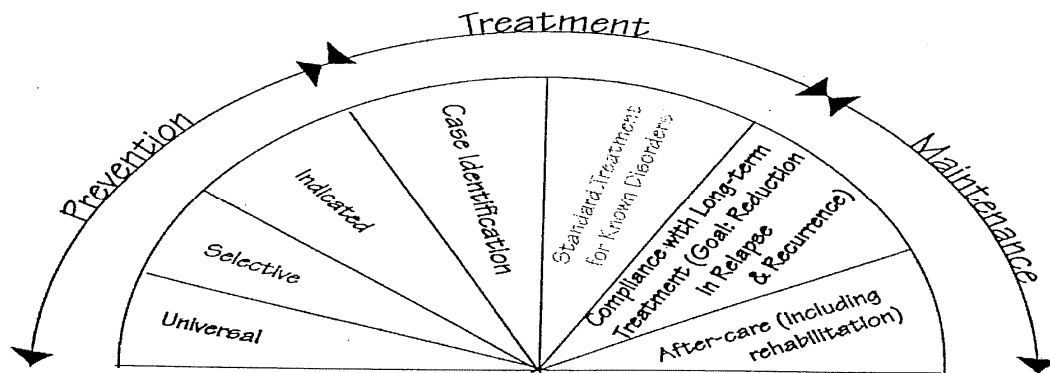 Treatment
Prevention
Maintenance
Universal
Selective
Indicated
Case Identification
Standard Treatment
for Known Disorders
Compliance with Long-term
Treatment (Goal: Reduction
in Relapse
& Recurrence)
After-care (Including
rehabilitation)